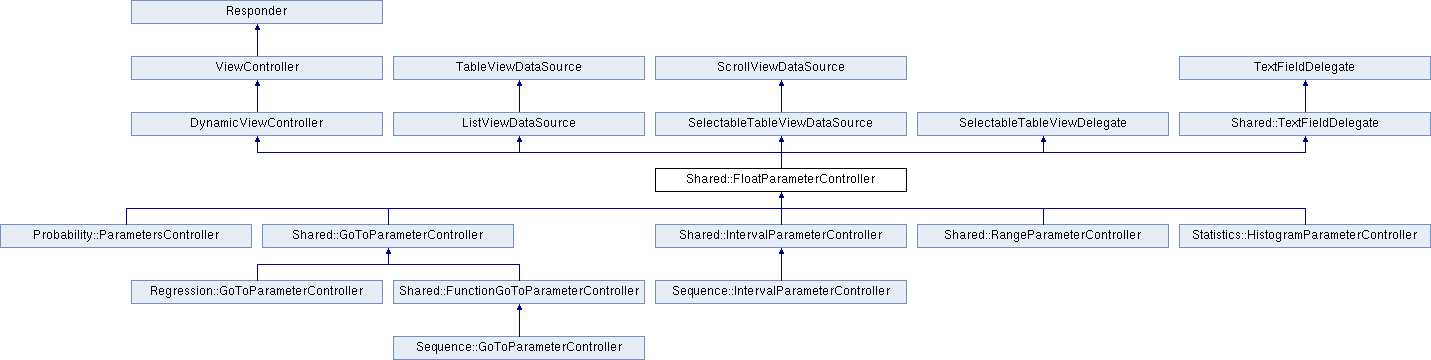 Responder
ViewController
TableViewDataSource
ScrollViewDataSource
TextFieldDelegate
DynamicViewController
ListViewDataSource
SelectableTableViewDataSource
SelectableTableViewDelegate
Shared::TextFieldDelegate
Shared::FloatParameterController
Probability::ParametersController
Shared::GoToParameterController
Shared::IntervalParameterController
Shared::RangeParameterController
Statistics::HistogramParameterController
Regression::GoToParameterController
Shared::FunctionGoToParameterController
Sequence::IntervalParameterController
Sequence::GoToParameterController